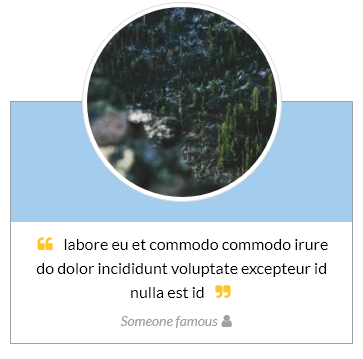 “ labore eu et commodo commodo irure
do dolor incididunt voluptate excepteur id
nulla est id ”
Someone famous